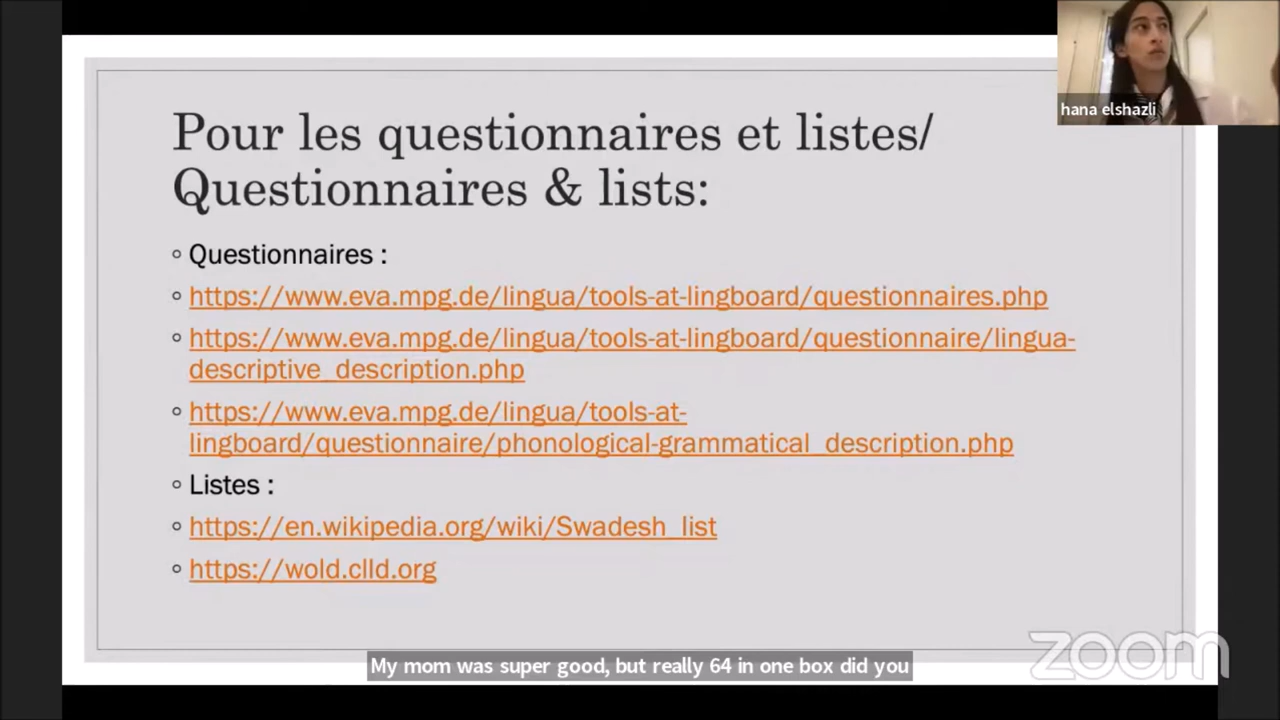 hana elshazli
Pour les questionnaires et listes/
Questionnaires & lists:
Questionnaires :
https://www.eva.mpg.de/lingua/tools-at-lingboard/questionnaires.php
https://www.eva.mpg.de/lingua/tools-at-lingboard/questionnaire/lingua-
descriptive_description.php
https://www.eva.mpg.de/lingua/tools-at-
lingboard/questionnaire/phonological-grammatical_description.php
Listes :
https://en.wikipedia.org/wiki/Swadesh_list
https://wold.clld.org
zoom
My mom was super good, but really 64 in one box did you